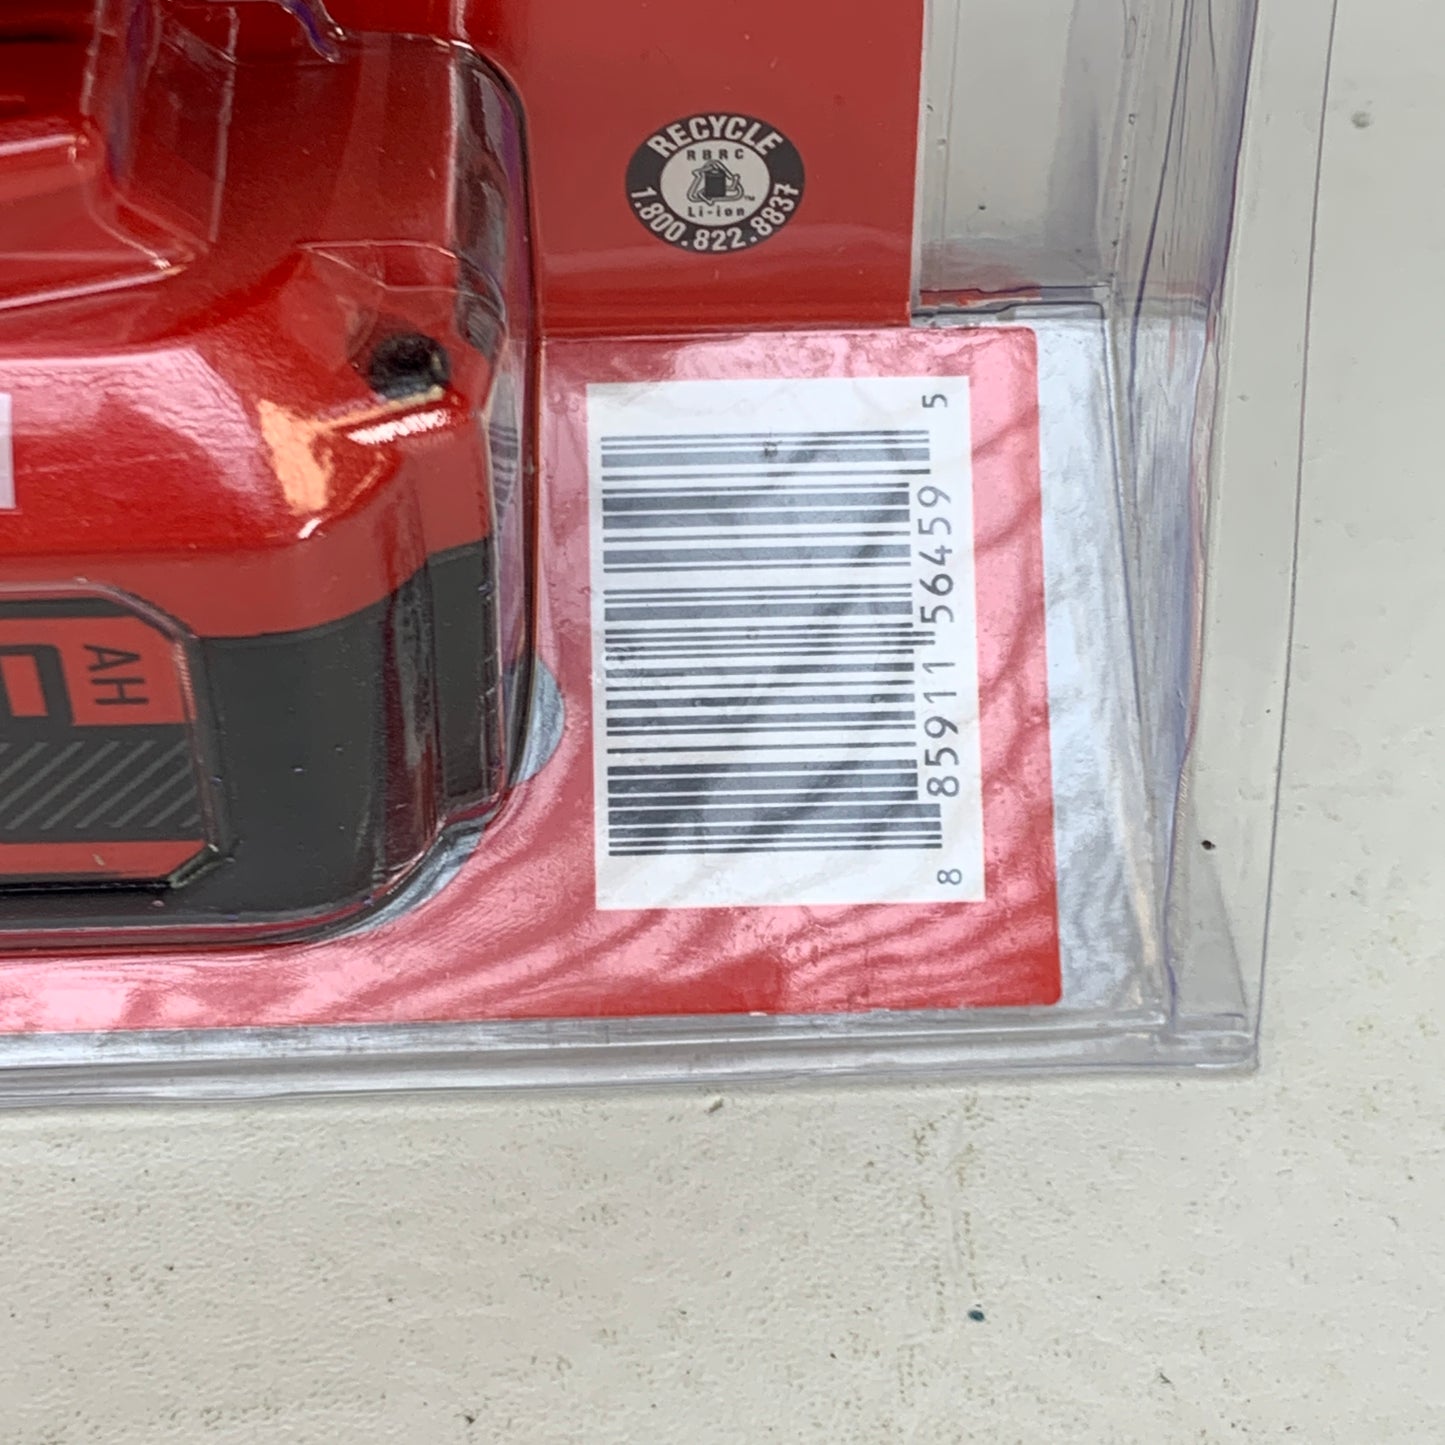 RECYCLE
RBRC
Li-ion
1.800.822.8837
8 85911 56459 5
AH